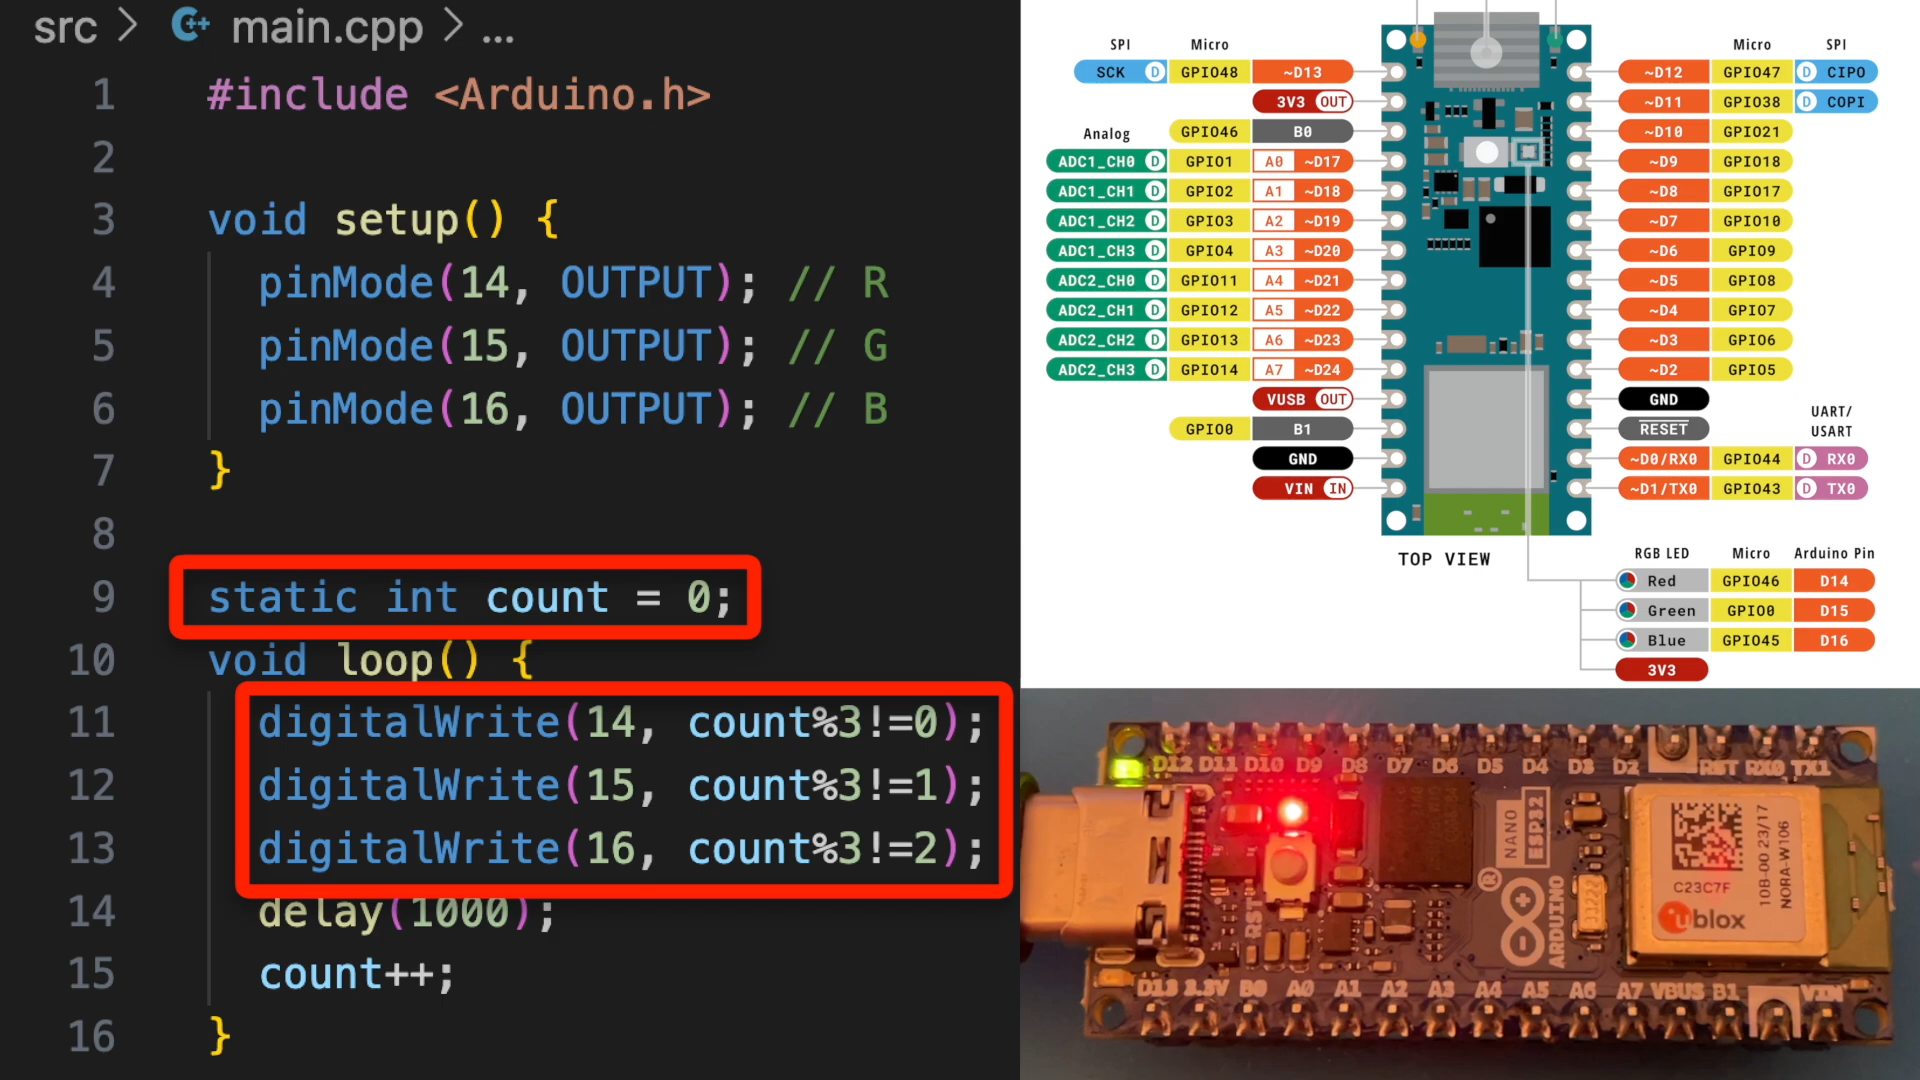 src > main.cpp > ...
1 #include <Arduino.h>
2
3 void setup() {
4 pinMode(14, OUTPUT); // R
5 pinMode(15, OUTPUT); // G
6 pinMode(16, OUTPUT); // B
7 }
8
9 static int count = 0;
10 void loop() {
11 digitalWrite(14, count%3!=0);
12 digitalWrite(15, count%3!=1);
13 digitalWrite(16, count%3!=2);
14 delay(1000);
15 count++;
16 }
SPI Micro
SCK D GPIO48 ~D13
3V3 OUT
Analog GPIO46 B0
ADC1_CH0 D GPIO1 A0 ~D17
ADC1_CH1 D GPIO2 A1 ~D18
ADC1_CH2 D GPIO3 A2 ~D19
ADC1_CH3 D GPIO4 A3 ~D20
ADC2_CH0 D GPIO11 A4 ~D21
ADC2_CH1 D GPIO12 A5 ~D22
ADC2_CH2 D GPIO13 A6 ~D23
ADC2_CH3 D GPIO14 A7 ~D24
VUSB OUT
GPIO0 B1
GND
VIN IN
Micro SPI
~D12 GPIO47 D CIPO
~D11 GPIO38 D COPI
~D10 GPIO21
~D9 GPIO18
~D8 GPIO17
~D7 GPIO10
~D6 GPIO9
~D5 GPIO8
~D4 GPIO7
~D3 GPIO6
~D2 GPIO5
GND
UART/
USART
RESET
~D0/RX0 GPIO44 D RX0
~D1/TX0 GPIO43 D TX0
TOP VIEW
RGB LED Micro Arduino Pin
Red GPIO46 D14
Green GPIO0 D15
Blue GPIO45 D16
3V3
D12 D11 D10 D9 D8 D7 D6 D5 D4 D3 D2 RST RX0 TX1
RST
NANO
ESP32
®
ARDUINO
C23C7F
ublox
10B-00 23/17
NORA-W106
D13 3.3V B0 A0 A1 A2 A3 A4 A5 A6 A7 VBUS B1 VIN